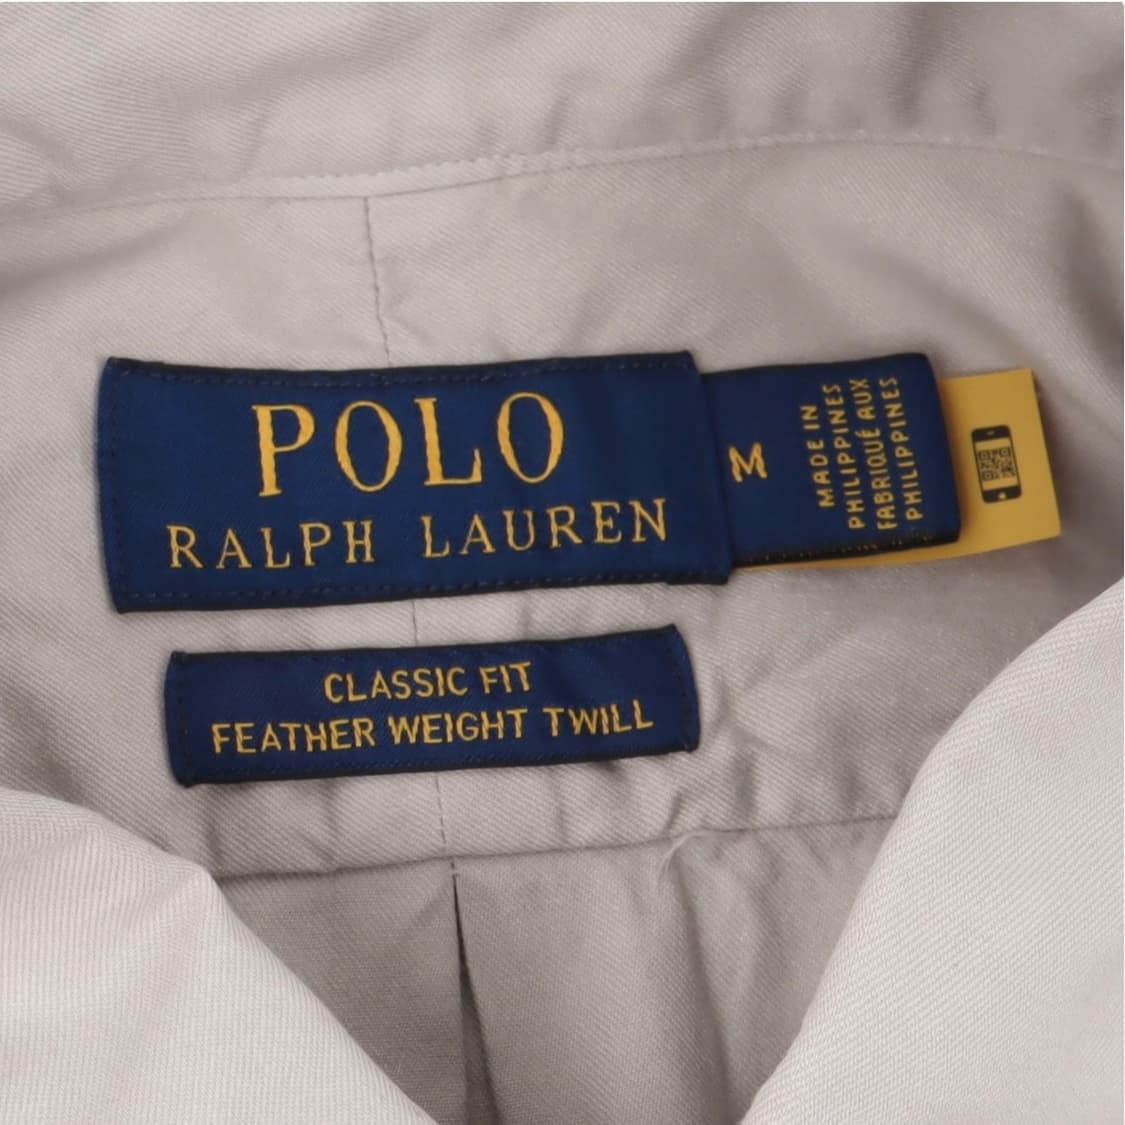 POLO
RALPH LAUREN
M
MADE IN
PHILIPPINES
FABRIQUÉ AUX
PHILIPPINES
CLASSIC FIT
FEATHER WEIGHT TWILL